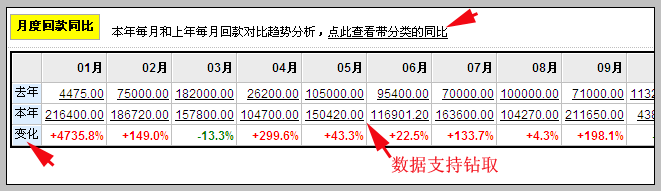 月度回款同比 本年每月和上年每月回款对比趋势分析，点此查看带分类的同比
01月 02月 03月 04月 05月 06月 07月 08月 09月
去年 4475.00 75000.00 182000.00 26200.00 105000.00 95400.00 70000.00 100000.00 71000.00 1132
本年 216400.00 186720.00 157800.00 104700.00 150420.00 116901.20 163600.00 104270.00 211650.00 438
变化 +4735.8% +149.0% -13.3% +299.6% +43.3% +22.5% +133.7% +4.3% +198.1% -
数据支持钻取